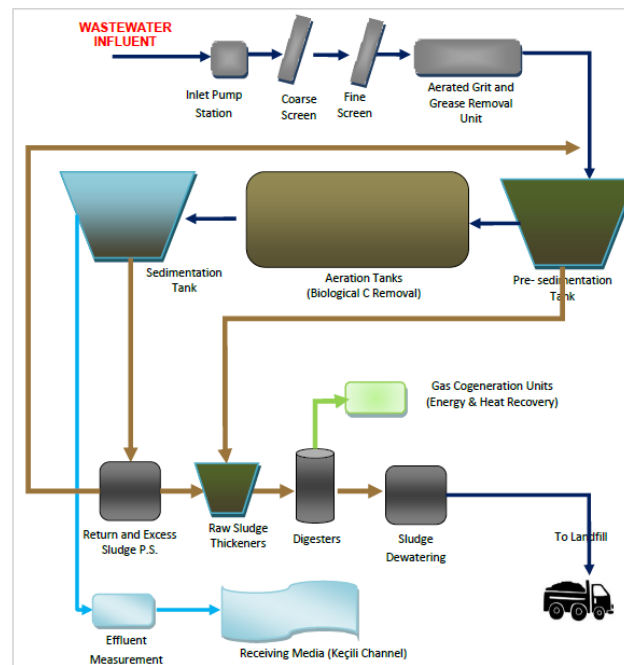 WASTEWATER
INFLUENT
Inlet Pump
Station
Coarse
Screen
Fine
Screen
Aerated Grit and
Grease Removal
Unit
Sedimentation
Tank
Aeration Tanks
(Biological C Removal)
Pre- sedimentation
Tank
Gas Cogeneration Units
(Energy & Heat Recovery)
Return and Excess
Sludge P.S.
Raw Sludge
Thickeners
Digesters
Sludge
Dewatering
To Landfill
Effluent
Measurement
Receiving Media (Keçili Channel)